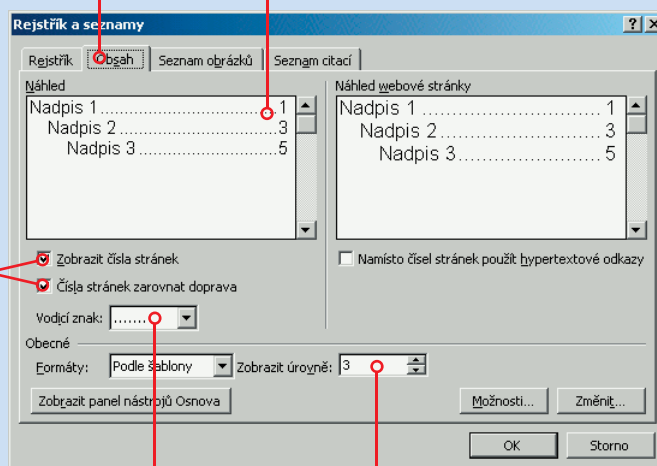 Rejstřík a seznamy
Rejstřík Obsah Seznam obrázků Seznam citací
Náhled
Nadpis 1 ........................ 1
Nadpis 2 ........................ 3
Nadpis 3 ........................ 5
Náhled webové stránky
Nadpis 1 ........................ 1
Nadpis 2 ........................ 3
Nadpis 3 ........................ 5
Zobrazit čísla stránek
Čísla stránek zarovnat doprava
Vodicí znak: .......
Namísto čísel stránek použít hypertextové odkazy
Obecné
Formáty: Podle šablony Zobrazit úrovně: 3
Zobrazit panel nástrojů Osnova Možnosti... Změnit...
OK Storno